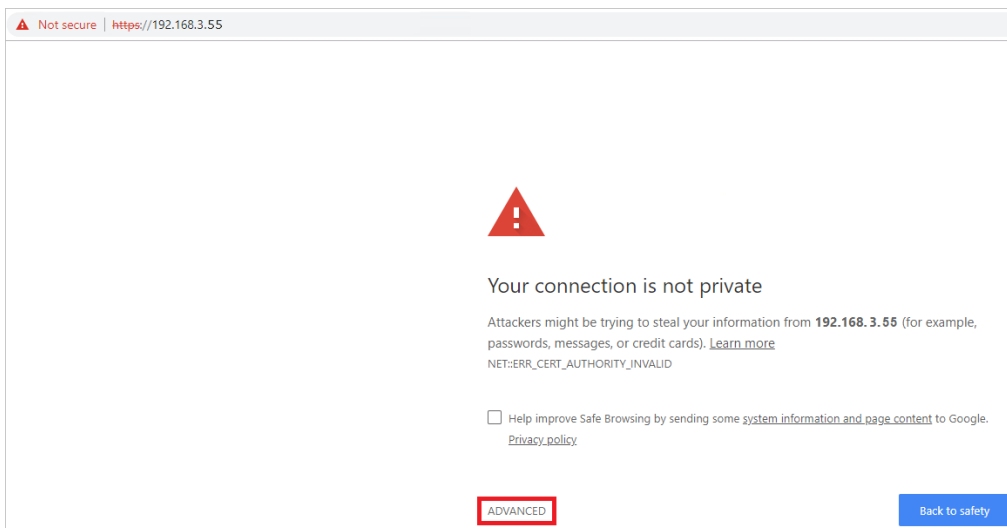 Not secure | https://192.168.3.55
Your connection is not private
Attackers might be trying to steal your information from 192.168.3.55 (for example,
passwords, messages, or credit cards). Learn more
NET::ERR_CERT_AUTHORITY_INVALID
Help improve Safe Browsing by sending some system information and page content to Google.
Privacy policy
ADVANCED
Back to safety